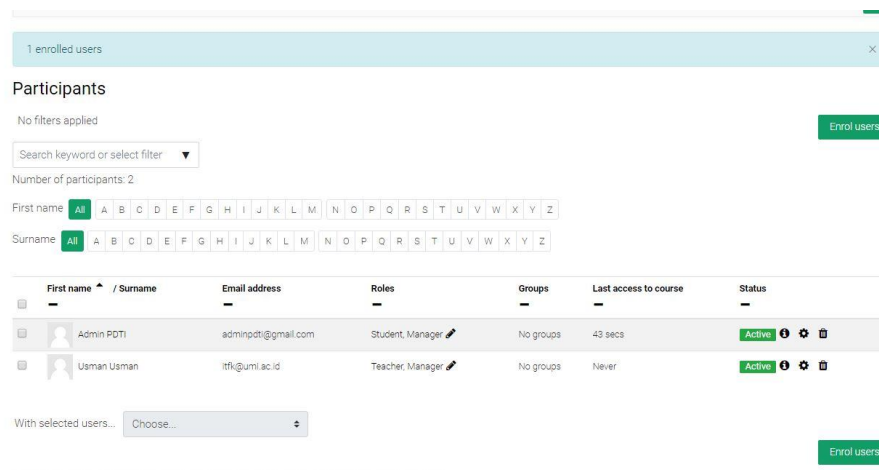 1 enrolled users ×
Participants
No filters applied
Enrol users
Search keyword or select filter ▼
Number of participants: 2
First name All A B C D E F G H I J K L M N O P Q R S T U V W X Y Z
Surname All A B C D E F G H I J K L M N O P Q R S T U V W X Y Z
First name / Surname Email address Roles Groups Last access to course Status
Admin PDTI adminpdti@gmail.com Student, Manager No groups 43 secs Active
Usman Usman ltfk@umi.ac.id Teacher, Manager No groups Never Active
With selected users... Choose...
Enrol users